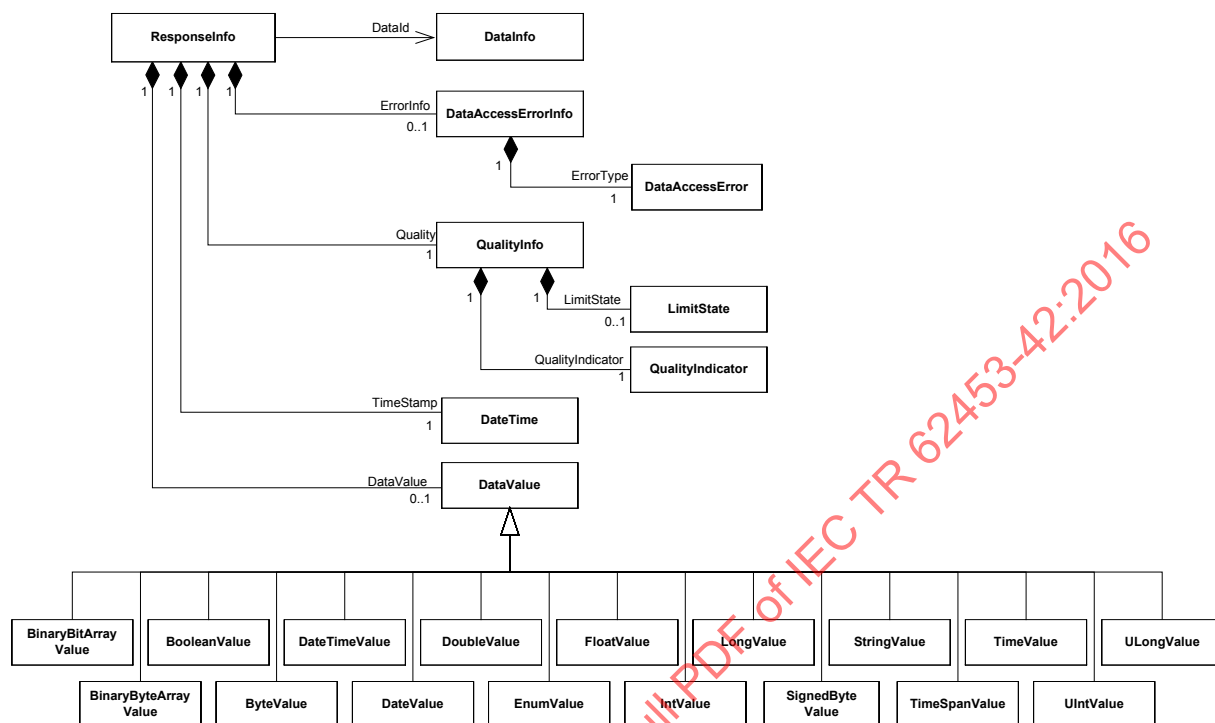 ResponseInfo
DataId
DataInfo
1
1
1
1
ErrorInfo
0..1
DataAccessErrorInfo
1
ErrorType
1
DataAccessError
Quality
1
QualityInfo
1
1
LimitState
0..1
LimitState
QualityIndicator
1
QualityIndicator
TimeStamp
1
DateTime
DataValue
0..1
DataValue
BinaryBitArray
Value
BooleanValue
DateTimeValue
DoubleValue
FloatValue
LongValue
StringValue
TimeValue
ULongValue
BinaryByteArray
Value
ByteValue
DateValue
EnumValue
IntValue
SignedByte
Value
TimeSpanValue
UIntValue
full PDF of IEC TR 62453-42:2016